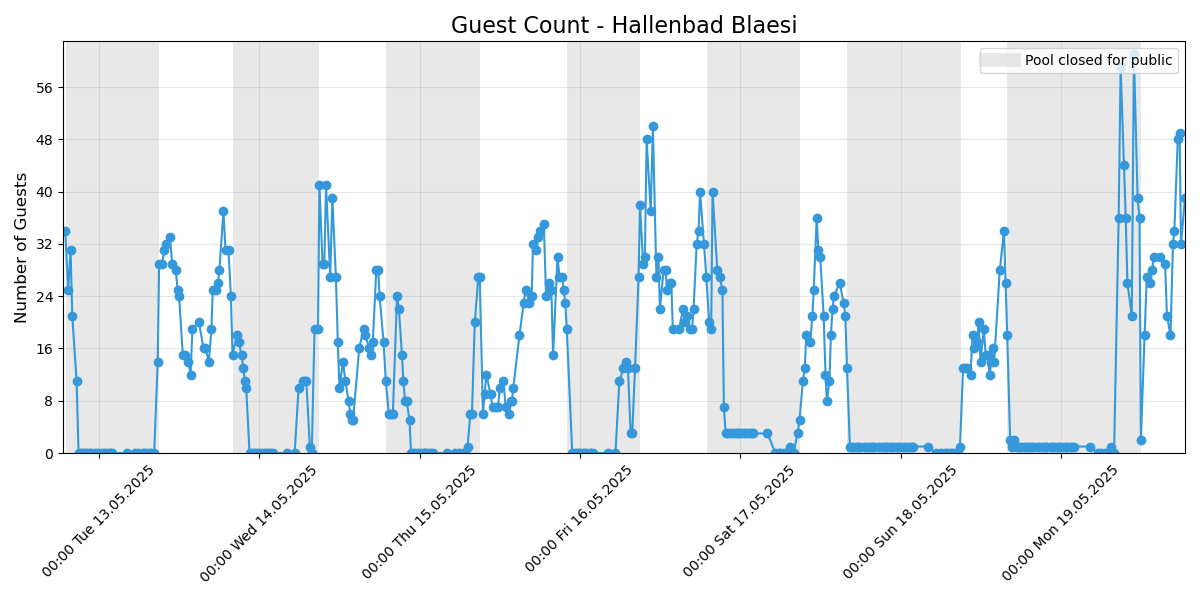 Guest Count - Hallenbad Blaesi
Pool closed for public
Number of Guests
56
48
40
32
24
16
8
0
00:00 Tue 13.05.2025
00:00 Wed 14.05.2025
00:00 Thu 15.05.2025
00:00 Fri 16.05.2025
00:00 Sat 17.05.2025
00:00 Sun 18.05.2025
00:00 Mon 19.05.2025